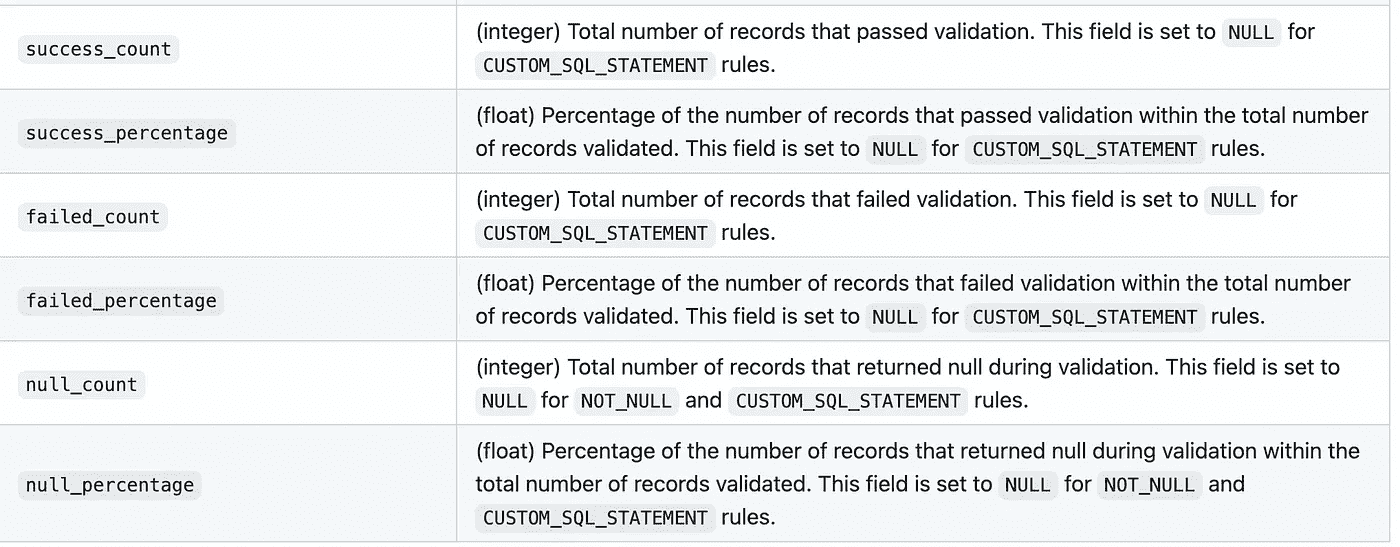 success_count
(integer) Total number of records that passed validation. This field is set to NULL for
CUSTOM_SQL_STATEMENT rules.
success_percentage
(float) Percentage of the number of records that passed validation within the total number
of records validated. This field is set to NULL for CUSTOM_SQL_STATEMENT rules.
failed_count
(integer) Total number of records that failed validation. This field is set to NULL for
CUSTOM_SQL_STATEMENT rules.
failed_percentage
(float) Percentage of the number of records that failed validation within the total number
of records validated. This field is set to NULL for CUSTOM_SQL_STATEMENT rules.
null_count
(integer) Total number of records that returned null during validation. This field is set to
NULL for NOT_NULL and CUSTOM_SQL_STATEMENT rules.
null_percentage
(float) Percentage of the number of records that returned null during validation within the
total number of records validated. This field is set to NULL for NOT_NULL and
CUSTOM_SQL_STATEMENT rules.